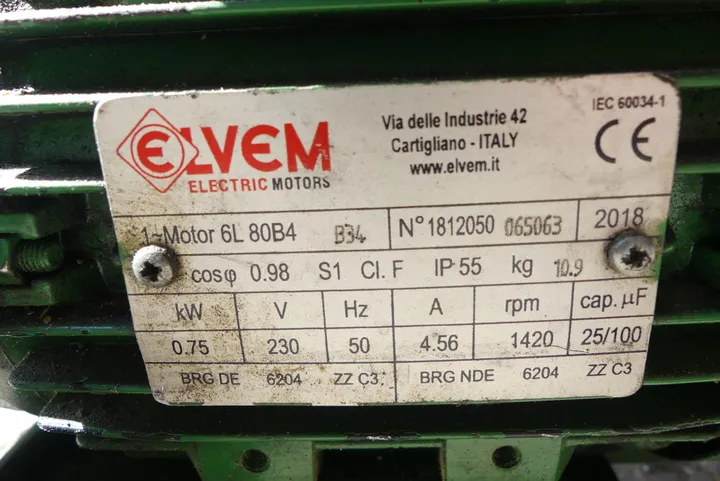 ELVEM
ELECTRIC MOTORS
Via delle Industrie 42
Cartigliano - ITALY
www.elvem.it
IEC 60034-1
CE
1~Motor 6L 80B4 B34 N° 1812050 065063 2018
cosφ 0.98 S1 Cl. F IP 55 kg 10.9
kW V Hz A rpm cap. µF
0.75 230 50 4.56 1420 25/100
BRG DE 6204 ZZ C3 BRG NDE 6204 ZZ C3